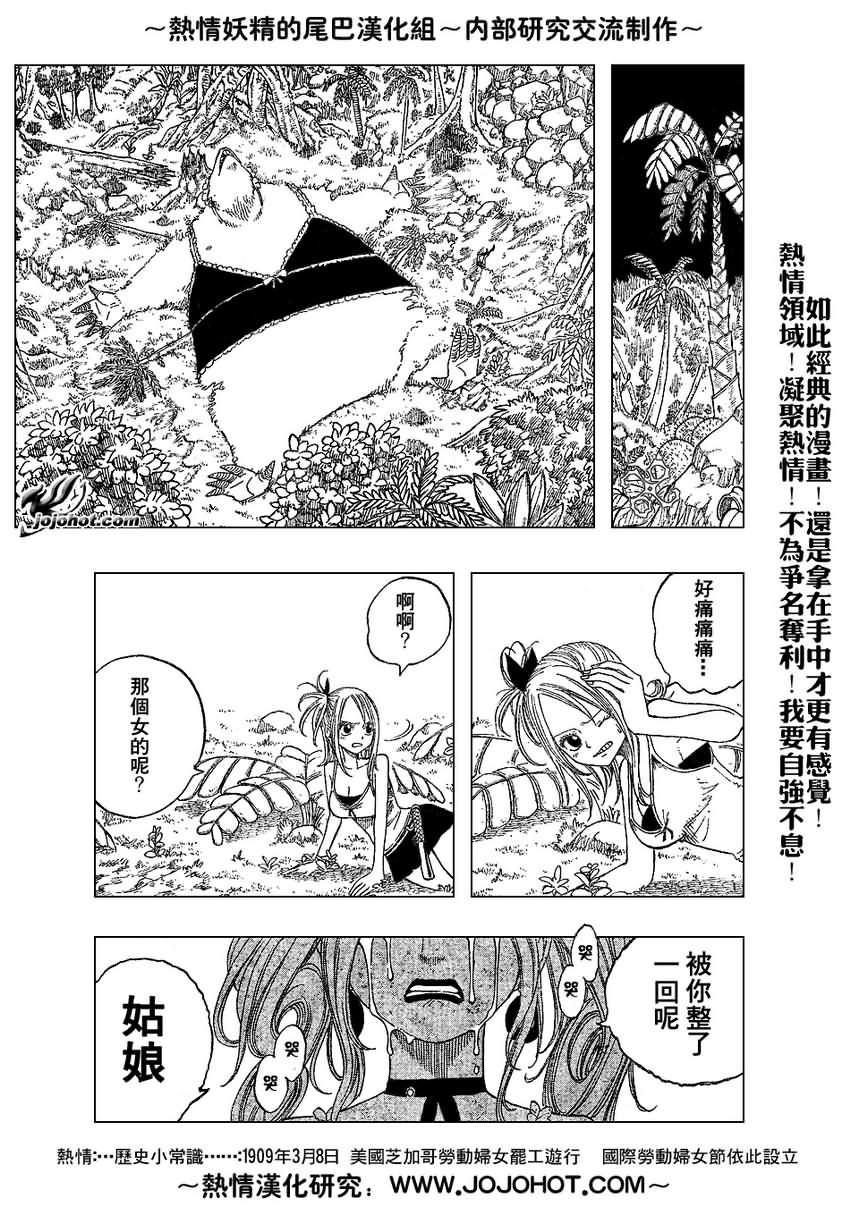 ～熱情妖精的尾巴漢化組～内部研究交流制作～
如此經典的漫畫！還是拿在手中才更有感覺！
熱情領域！凝聚熱情！不為爭名奪利！我要自強不息！
jojohot.com
好痛痛痛…
啊啊？
那個女的呢？
被你整了
一回呢
哭
哭
哭
哭
姑娘
熱情:…歷史小常識……:1909年3月8日 美國芝加哥勞動婦女罷工遊行 國際勞動婦女節依此設立
～熱情漢化研究：WWW.JOJOHOT.COM～